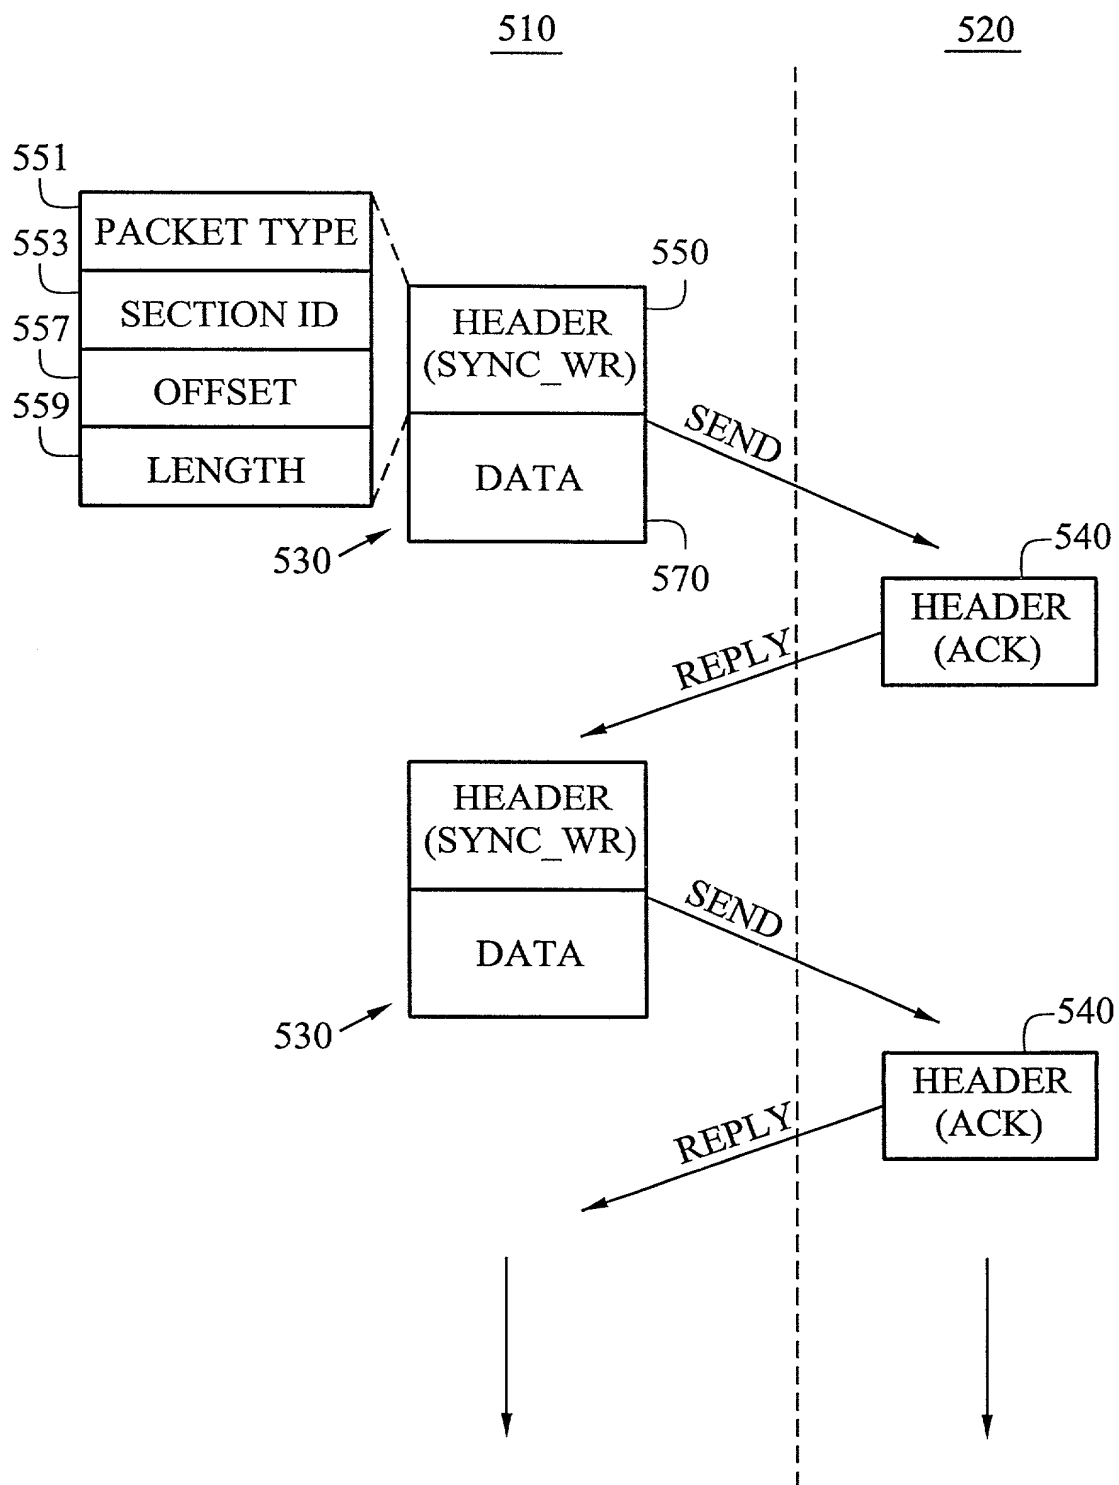 510
520
551
PACKET TYPE
553
SECTION ID
557
OFFSET
559
LENGTH
550
HEADER
(SYNC_WR)
DATA
530
570
SEND
540
HEADER
(ACK)
REPLY
HEADER
(SYNC_WR)
DATA
530
SEND
540
HEADER
(ACK)
REPLY